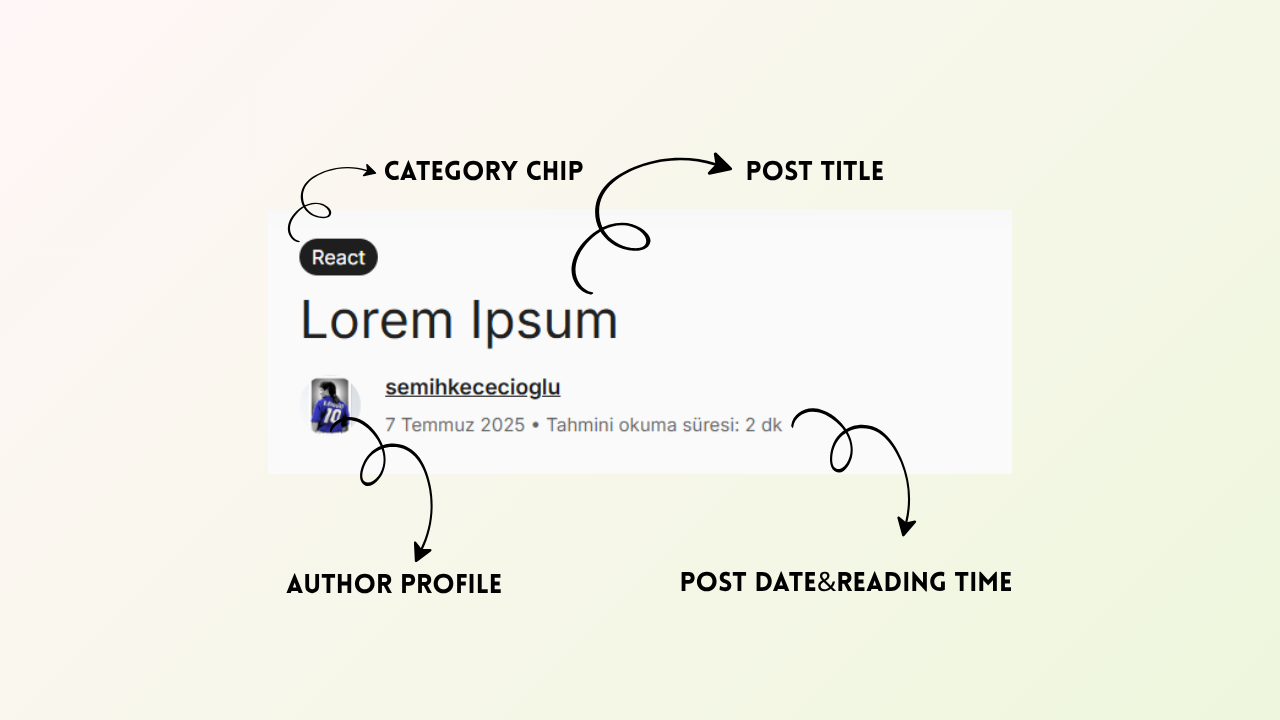 CATEGORY CHIP
POST TITLE
React
Lorem Ipsum
semihkececioglu
7 Temmuz 2025 • Tahmini okuma süresi: 2 dk
10
AUTHOR PROFILE
POST DATE&READING TIME